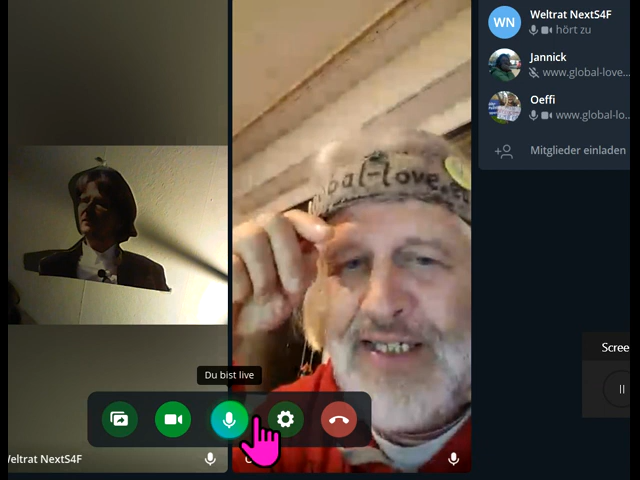 WN
Weltrat NextS4F
hört zu
Jannick
www.global-love...
Oeffi
www.global-lo...
Mitglieder einladen
bal-love.e
Scree
Du bist live
Weltrat NextS4F